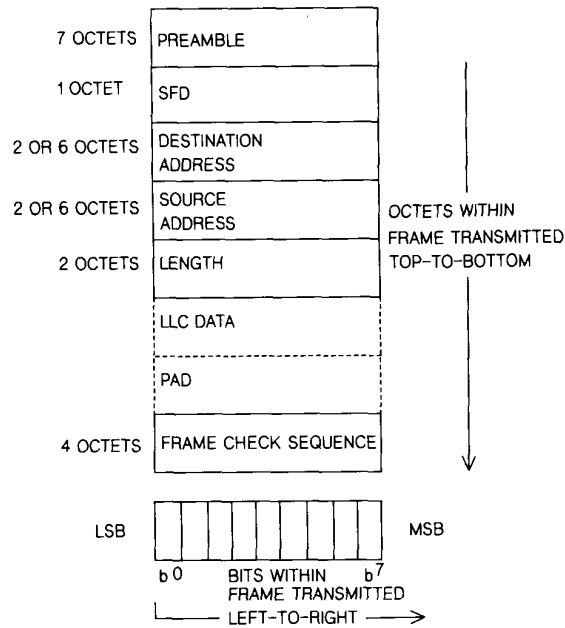 7 OCTETS PREAMBLE
1 OCTET SFD
2 OR 6 OCTETS DESTINATION
ADDRESS
2 OR 6 OCTETS SOURCE
ADDRESS
2 OCTETS LENGTH
LLC DATA
PAD
4 OCTETS FRAME CHECK SEQUENCE
OCTETS WITHIN
FRAME TRANSMITTED
TOP-TO-BOTTOM
LSB MSB
b0 BITS WITHIN b7
FRAME TRANSMITTED
LEFT-TO-RIGHT